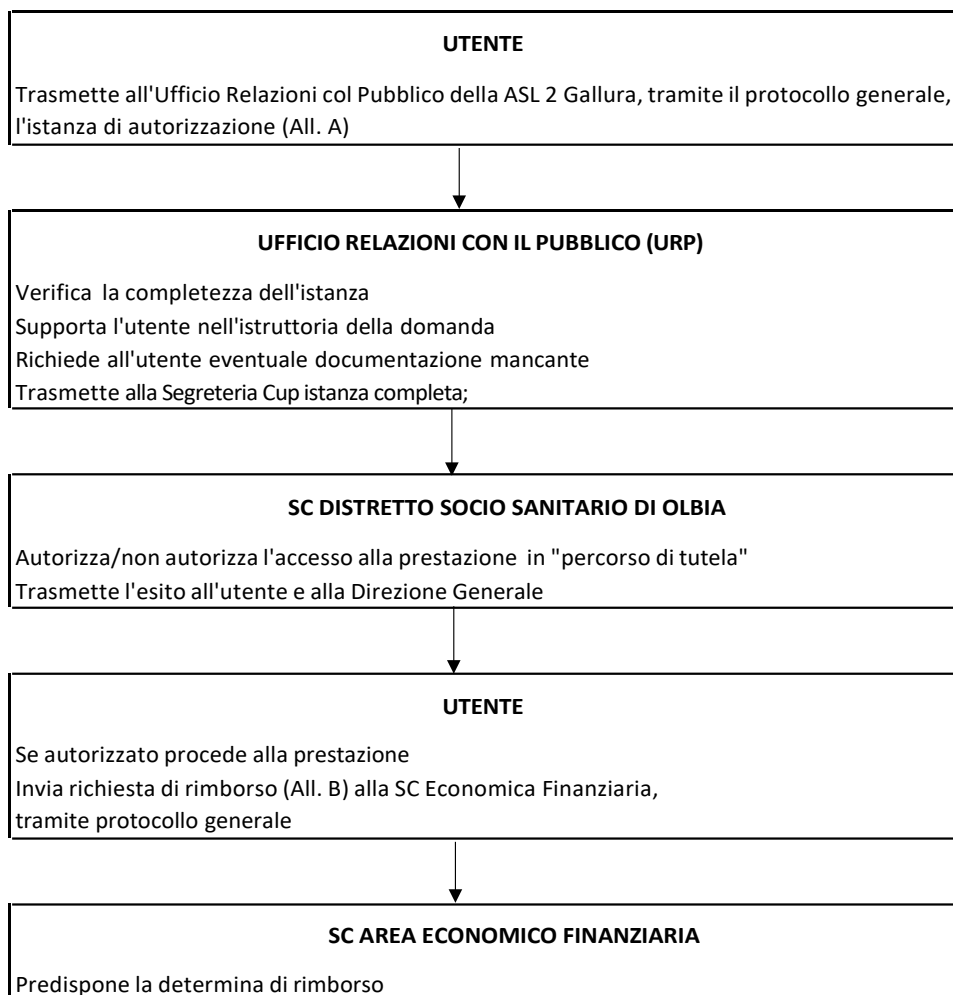 UTENTE
Trasmette all'Ufficio Relazioni col Pubblico della ASL 2 Gallura, tramite il protocollo generale,
l'istanza di autorizzazione (All. A)
UFFICIO RELAZIONI CON IL PUBBLICO (URP)
Verifica la completezza dell'istanza
Supporta l'utente nell'istruttoria della domanda
Richiede all'utente eventuale documentazione mancante
Trasmette alla Segreteria Cup istanza completa;
SC DISTRETTO SOCIO SANITARIO DI OLBIA
Autorizza/non autorizza l'accesso alla prestazione in "percorso di tutela"
Trasmette l'esito all'utente e alla Direzione Generale
UTENTE
Se autorizzato procede alla prestazione
Invia richiesta di rimborso (All. B) alla SC Economica Finanziaria,
tramite protocollo generale
SC AREA ECONOMICO FINANZIARIA
Predispone la determina di rimborso